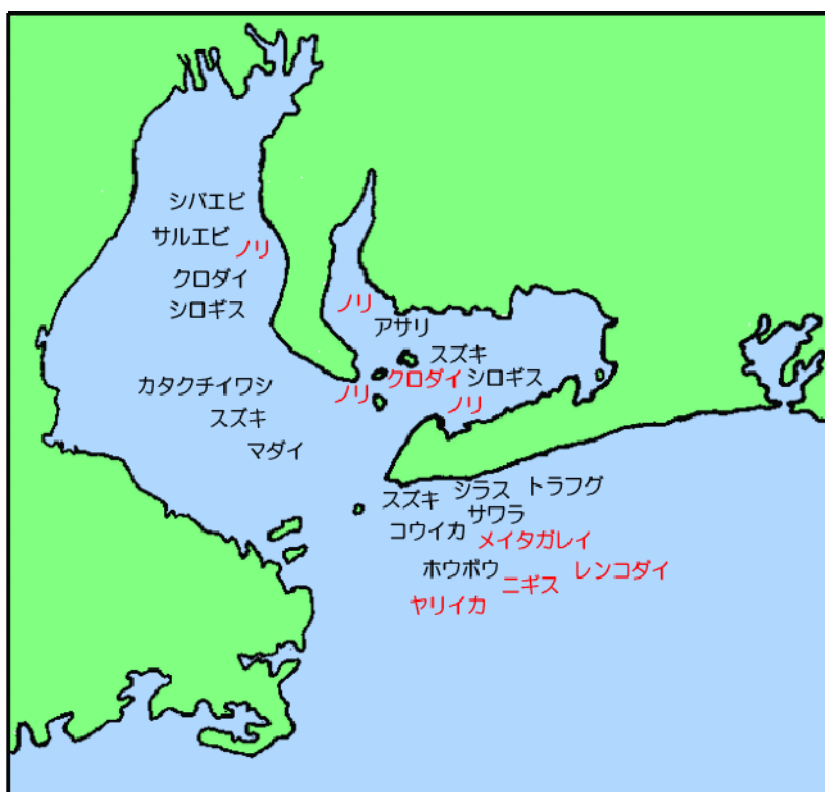 シバエビ
サルエビ
ノリ
クロダイ
シロギス
カタクチイワシ
スズキ
マダイ
ノリ
アサリ
スズキ
クロダイ シロギス
ノリ
ノリ
スズキ
シラス
トラフグ
サワラ
コウイカ
メイタガレイ
ホウボウ
ニギス
レンコダイ
ヤリイカ